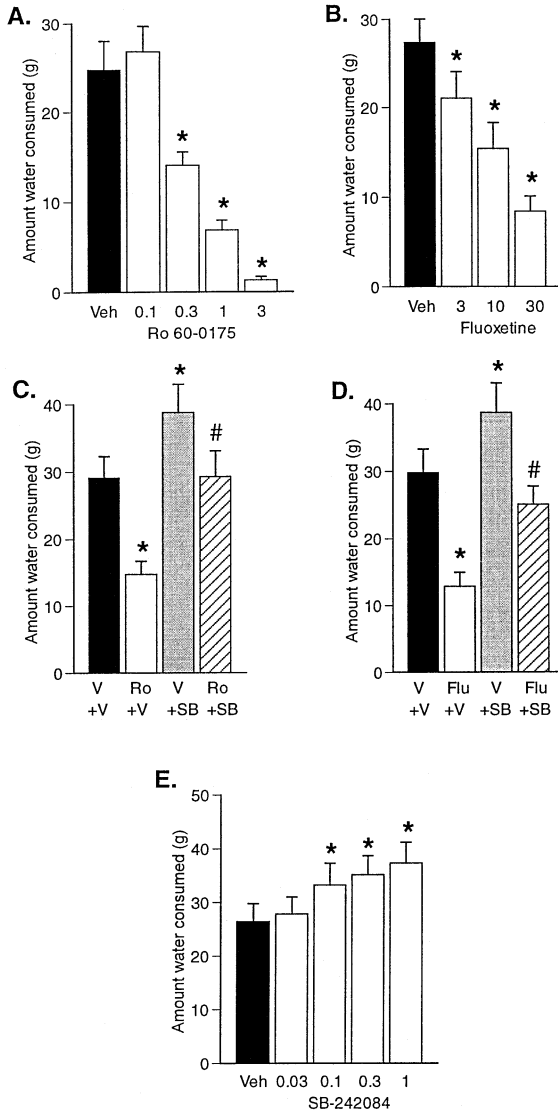 A.
Amount water consumed (g)
30
20
10
0
*
*
*
Veh 0.1 0.3 1 3
Ro 60-0175
B.
Amount water consumed (g)
30
20
10
0
*
*
*
Veh 3 10 30
Fluoxetine
C.
Amount water consumed (g)
40
30
20
10
0
*
*
#
V Ro V Ro
+V +V +SB +SB
D.
Amount water consumed (g)
40
30
20
10
0
*
*
#
V Flu V Flu
+V +V +SB +SB
E.
Amount water consumed (g)
50
40
30
20
10
0
*
*
*
Veh 0.03 0.1 0.3 1
SB-242084